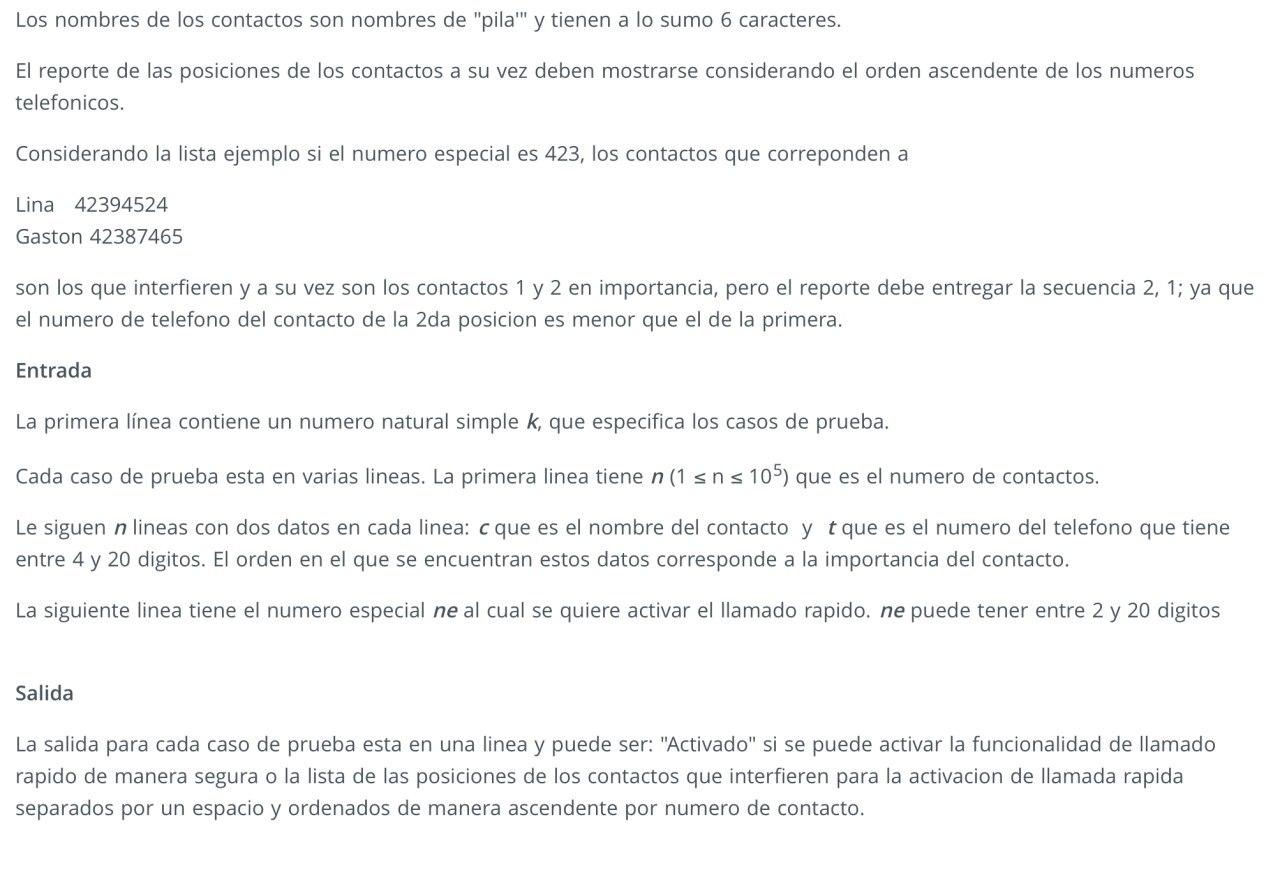 Los nombres de los contactos son nombres de "pila'" y tienen a lo sumo 6 caracteres.
El reporte de las posiciones de los contactos a su vez deben mostrarse considerando el orden ascendente de los numeros
telefonicos.
Considerando la lista ejemplo si el numero especial es 423, los contactos que correponden a
Lina 42394524
Gaston 42387465
son los que interfieren y a su vez son los contactos 1 y 2 en importancia, pero el reporte debe entregar la secuencia 2, 1; ya que
el numero de telefono del contacto de la 2da posicion es menor que el de la primera.
Entrada
La primera línea contiene un numero natural simple k, que especifica los casos de prueba.
Cada caso de prueba esta en varias lineas. La primera linea tiene n (1 ≤ n ≤ 10⁵) que es el numero de contactos.
Le siguen n lineas con dos datos en cada linea: c que es el nombre del contacto y t que es el numero del telefono que tiene
entre 4 y 20 digitos. El orden en el que se encuentran estos datos corresponde a la importancia del contacto.
La siguiente linea tiene el numero especial ne al cual se quiere activar el llamado rapido. ne puede tener entre 2 y 20 digitos
Salida
La salida para cada caso de prueba esta en una linea y puede ser: "Activado" si se puede activar la funcionalidad de llamado
rapido de manera segura o la lista de las posiciones de los contactos que interfieren para la activacion de llamada rapida
separados por un espacio y ordenados de manera ascendente por numero de contacto.